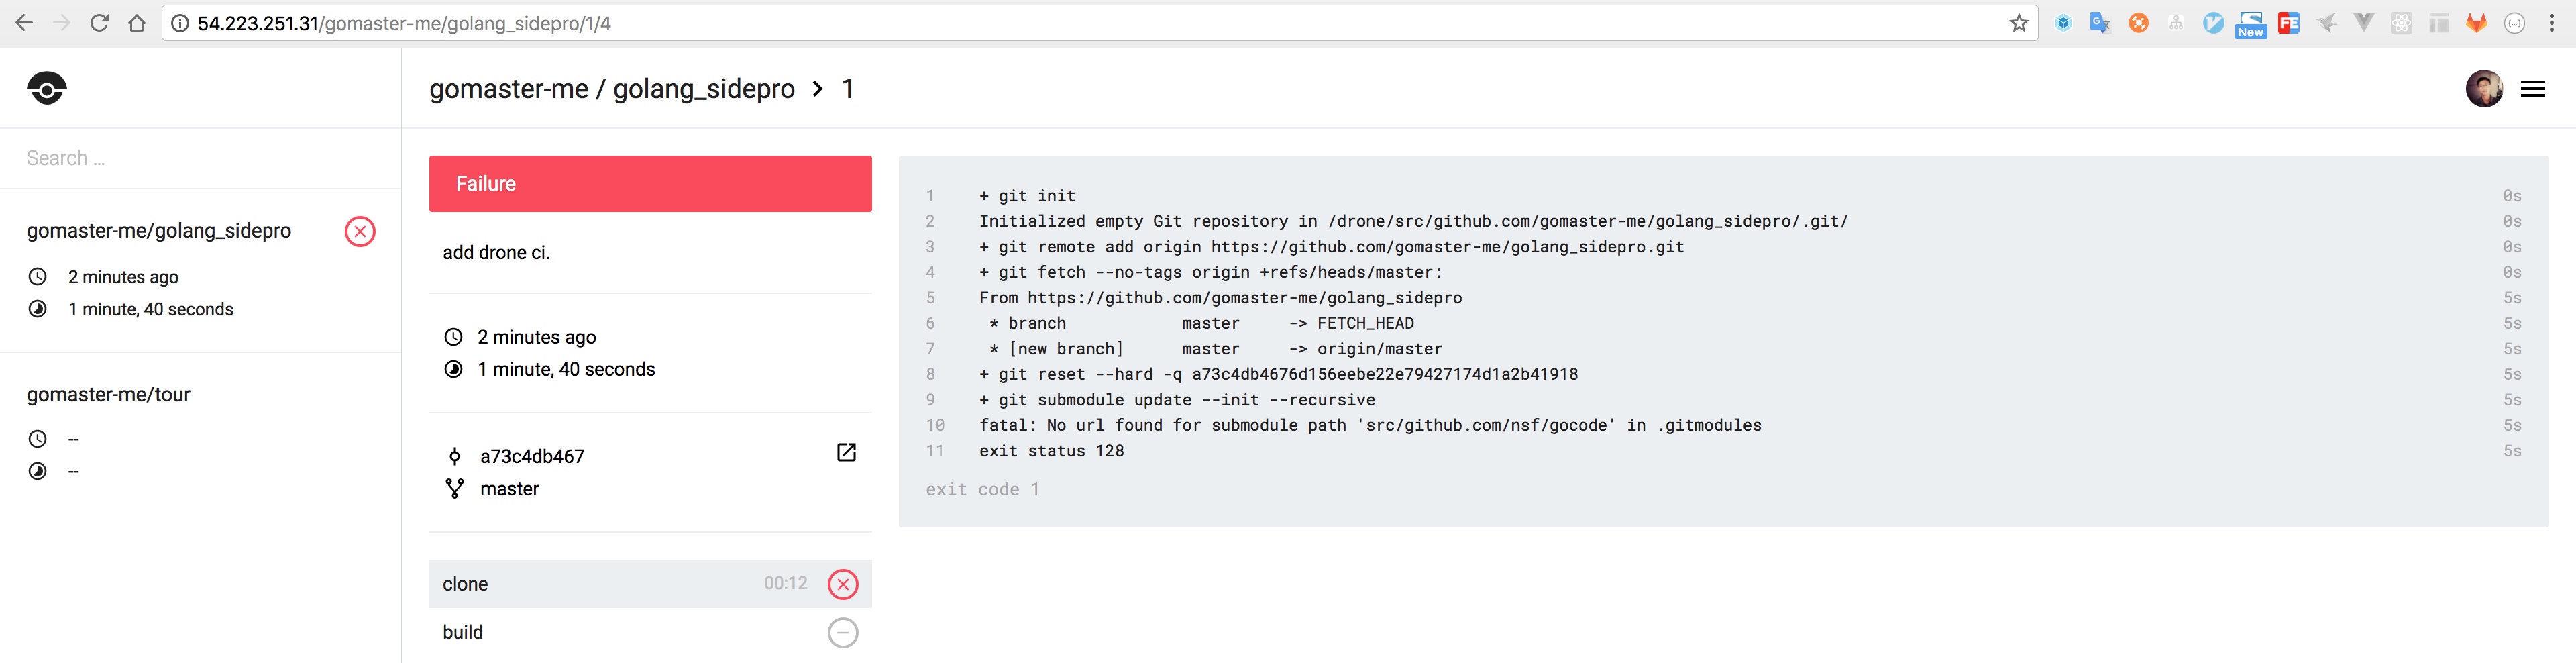 54.223.251.31/gomaster-me/golang_sidepro/1/4
New
FE
gomaster-me / golang_sidepro > 1
Search ...
gomaster-me/golang_sidepro
2 minutes ago
1 minute, 40 seconds
gomaster-me/tour
--
--
Failure
add drone ci.
2 minutes ago
1 minute, 40 seconds
a73c4db467
master
clone 00:12
build
1 + git init 0s
2 Initialized empty Git repository in /drone/src/github.com/gomaster-me/golang_sidepro/.git/ 0s
3 + git remote add origin https://github.com/gomaster-me/golang_sidepro.git 0s
4 + git fetch --no-tags origin +refs/heads/master: 0s
5 From https://github.com/gomaster-me/golang_sidepro 5s
6 * branch master -> FETCH_HEAD 5s
7 * [new branch] master -> origin/master 5s
8 + git reset --hard -q a73c4db4676d156eebe22e79427174d1a2b41918 5s
9 + git submodule update --init --recursive 5s
10 fatal: No url found for submodule path 'src/github.com/nsf/gocode' in .gitmodules 5s
11 exit status 128 5s
exit code 1